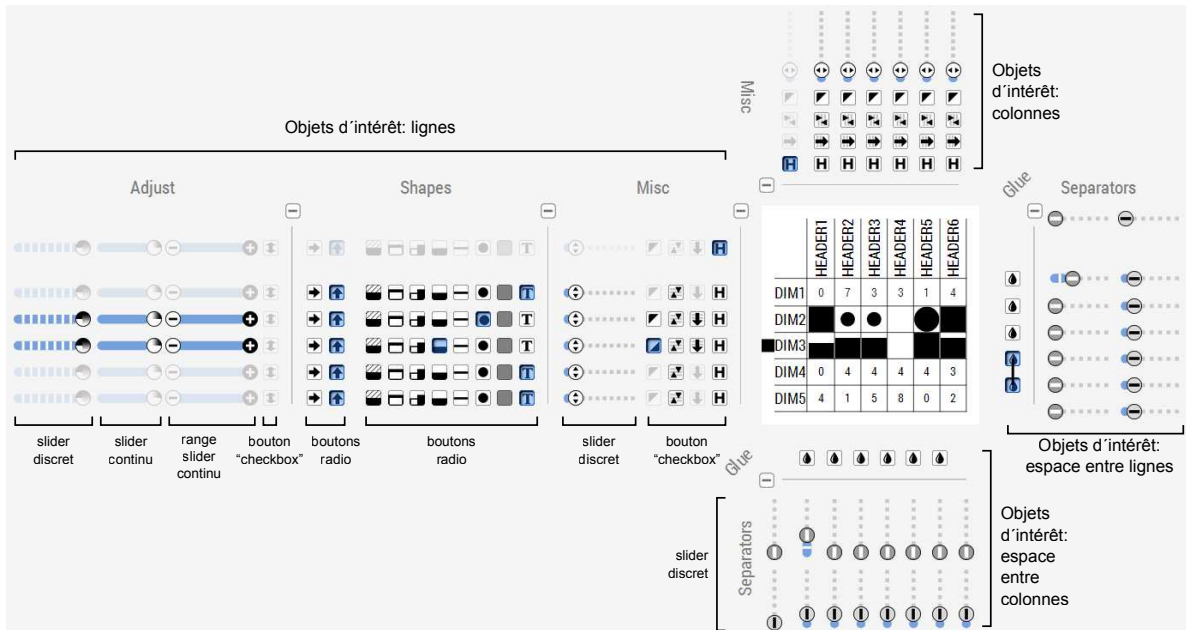 Objets
d´intérêt:
colonnes
Misc
Objets d´intérêt: lignes
H H H H H H H
Adjust
Shapes
Misc
Glue
Separators
T H
HEADER1 HEADER2 HEADER3 HEADER4 HEADER5 HEADER6
T H
DIM1 0 7 3 3 1 4
T H
DIM2
T H
DIM3
T H
DIM4 0 4 4 4 4 3
T H
DIM5 4 1 5 8 0 2
slider
discret
slider
continu
range
slider
continu
bouton
“checkbox”
boutons
radio
boutons
radio
slider
discret
bouton
“checkbox”
Objets d´intérêt:
espace entre lignes
Glue
Separators
slider
discret
Objets
d´intérêt:
espace
entre
colonnes